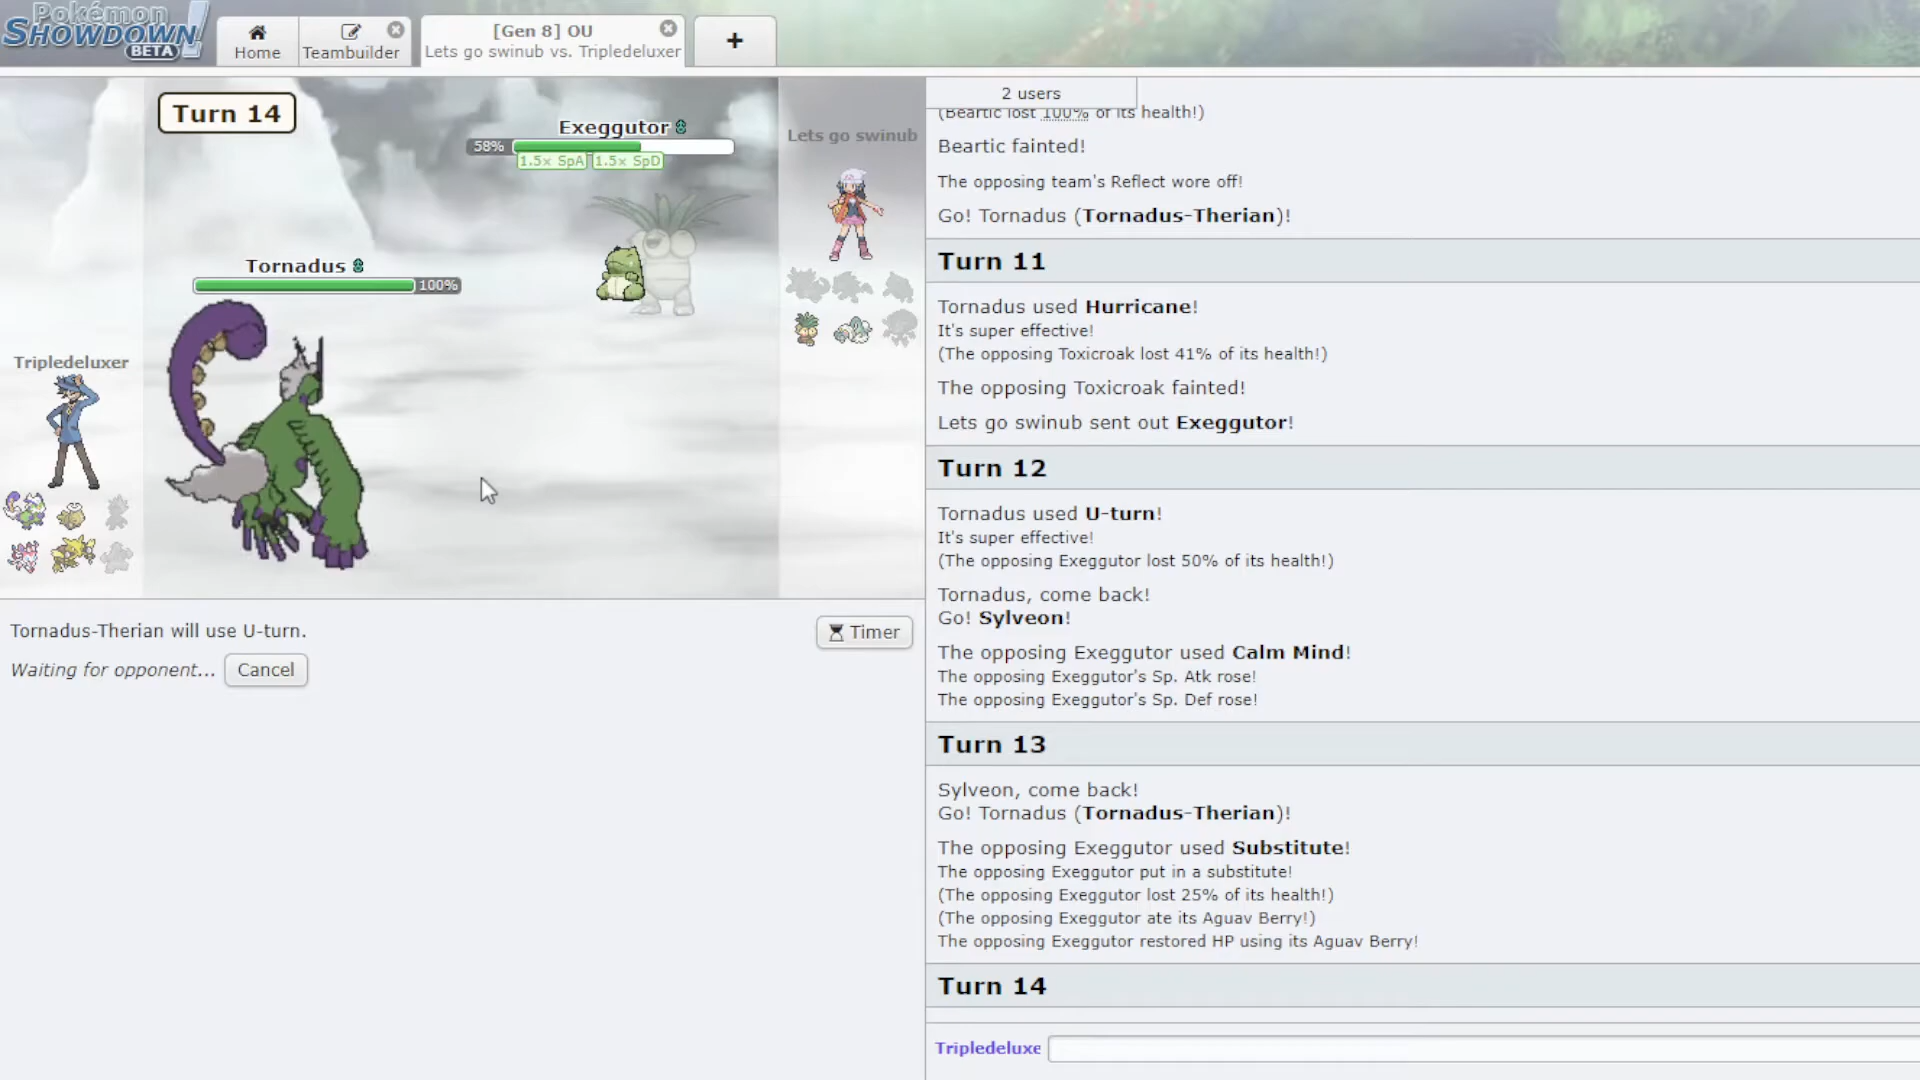 Pokémon
SHOWDOWN!
BETA
Home
Teambuilder
[Gen 8] OU
Lets go swinub vs. Tripledeluxer
+
Turn 14
Exeggutor
58%
1.5× SpA 1.5× SpD
Tornadus
100%
Lets go swinub
Tripledeluxer
Tornadus-Therian will use U-turn.
Waiting for opponent... Cancel
Timer
2 users
(Beartic lost 100% of its health!)
Beartic fainted!
The opposing team's Reflect wore off!
Go! Tornadus (Tornadus-Therian)!
Turn 11
Tornadus used Hurricane!
It's super effective!
(The opposing Toxicroak lost 41% of its health!)
The opposing Toxicroak fainted!
Lets go swinub sent out Exeggutor!
Turn 12
Tornadus used U-turn!
It's super effective!
(The opposing Exeggutor lost 50% of its health!)
Tornadus, come back!
Go! Sylveon!
The opposing Exeggutor used Calm Mind!
The opposing Exeggutor's Sp. Atk rose!
The opposing Exeggutor's Sp. Def rose!
Turn 13
Sylveon, come back!
Go! Tornadus (Tornadus-Therian)!
The opposing Exeggutor used Substitute!
The opposing Exeggutor put in a substitute!
(The opposing Exeggutor lost 25% of its health!)
(The opposing Exeggutor ate its Aguav Berry!)
The opposing Exeggutor restored HP using its Aguav Berry!
Turn 14
Tripledeluxe